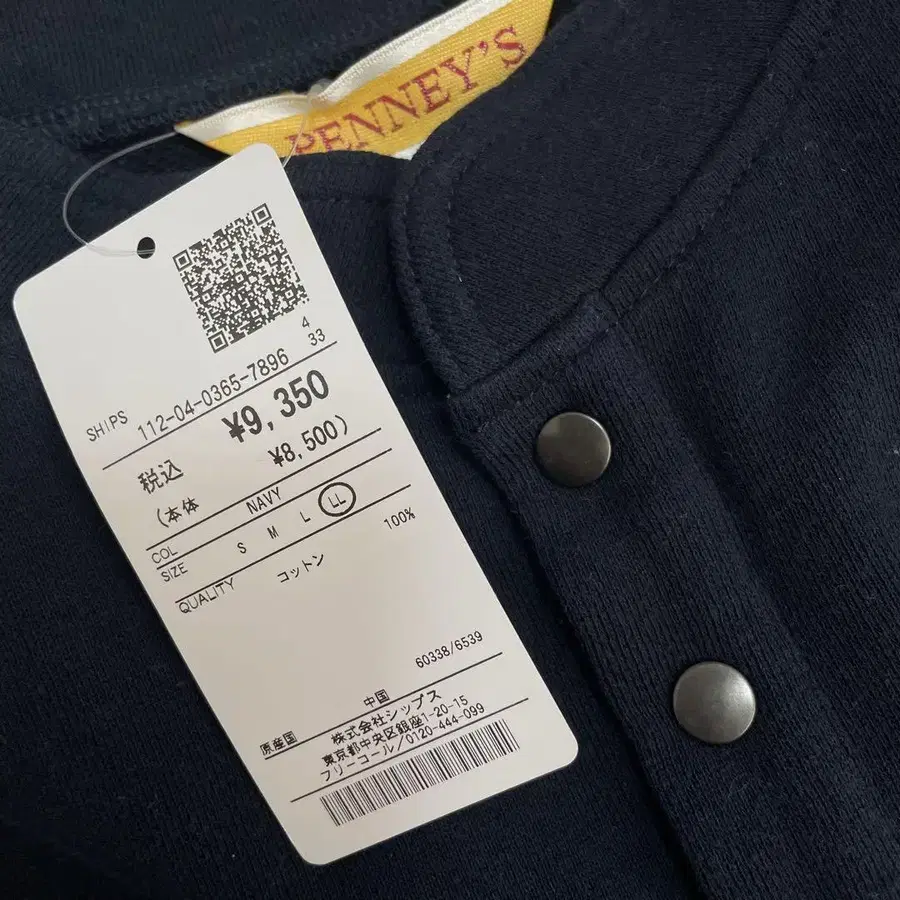 PENNEY'S
4
33
SHIPS 112-04-0365-7896
税込 ¥9,350
(本体 ¥8,500)
COL NAVY
SIZE S M L LL
QUALITY コットン 100%
60338/6539
原産国 中国
株式会社シップス
東京都中央区銀座1-20-15
フリーコール/0120-444-099